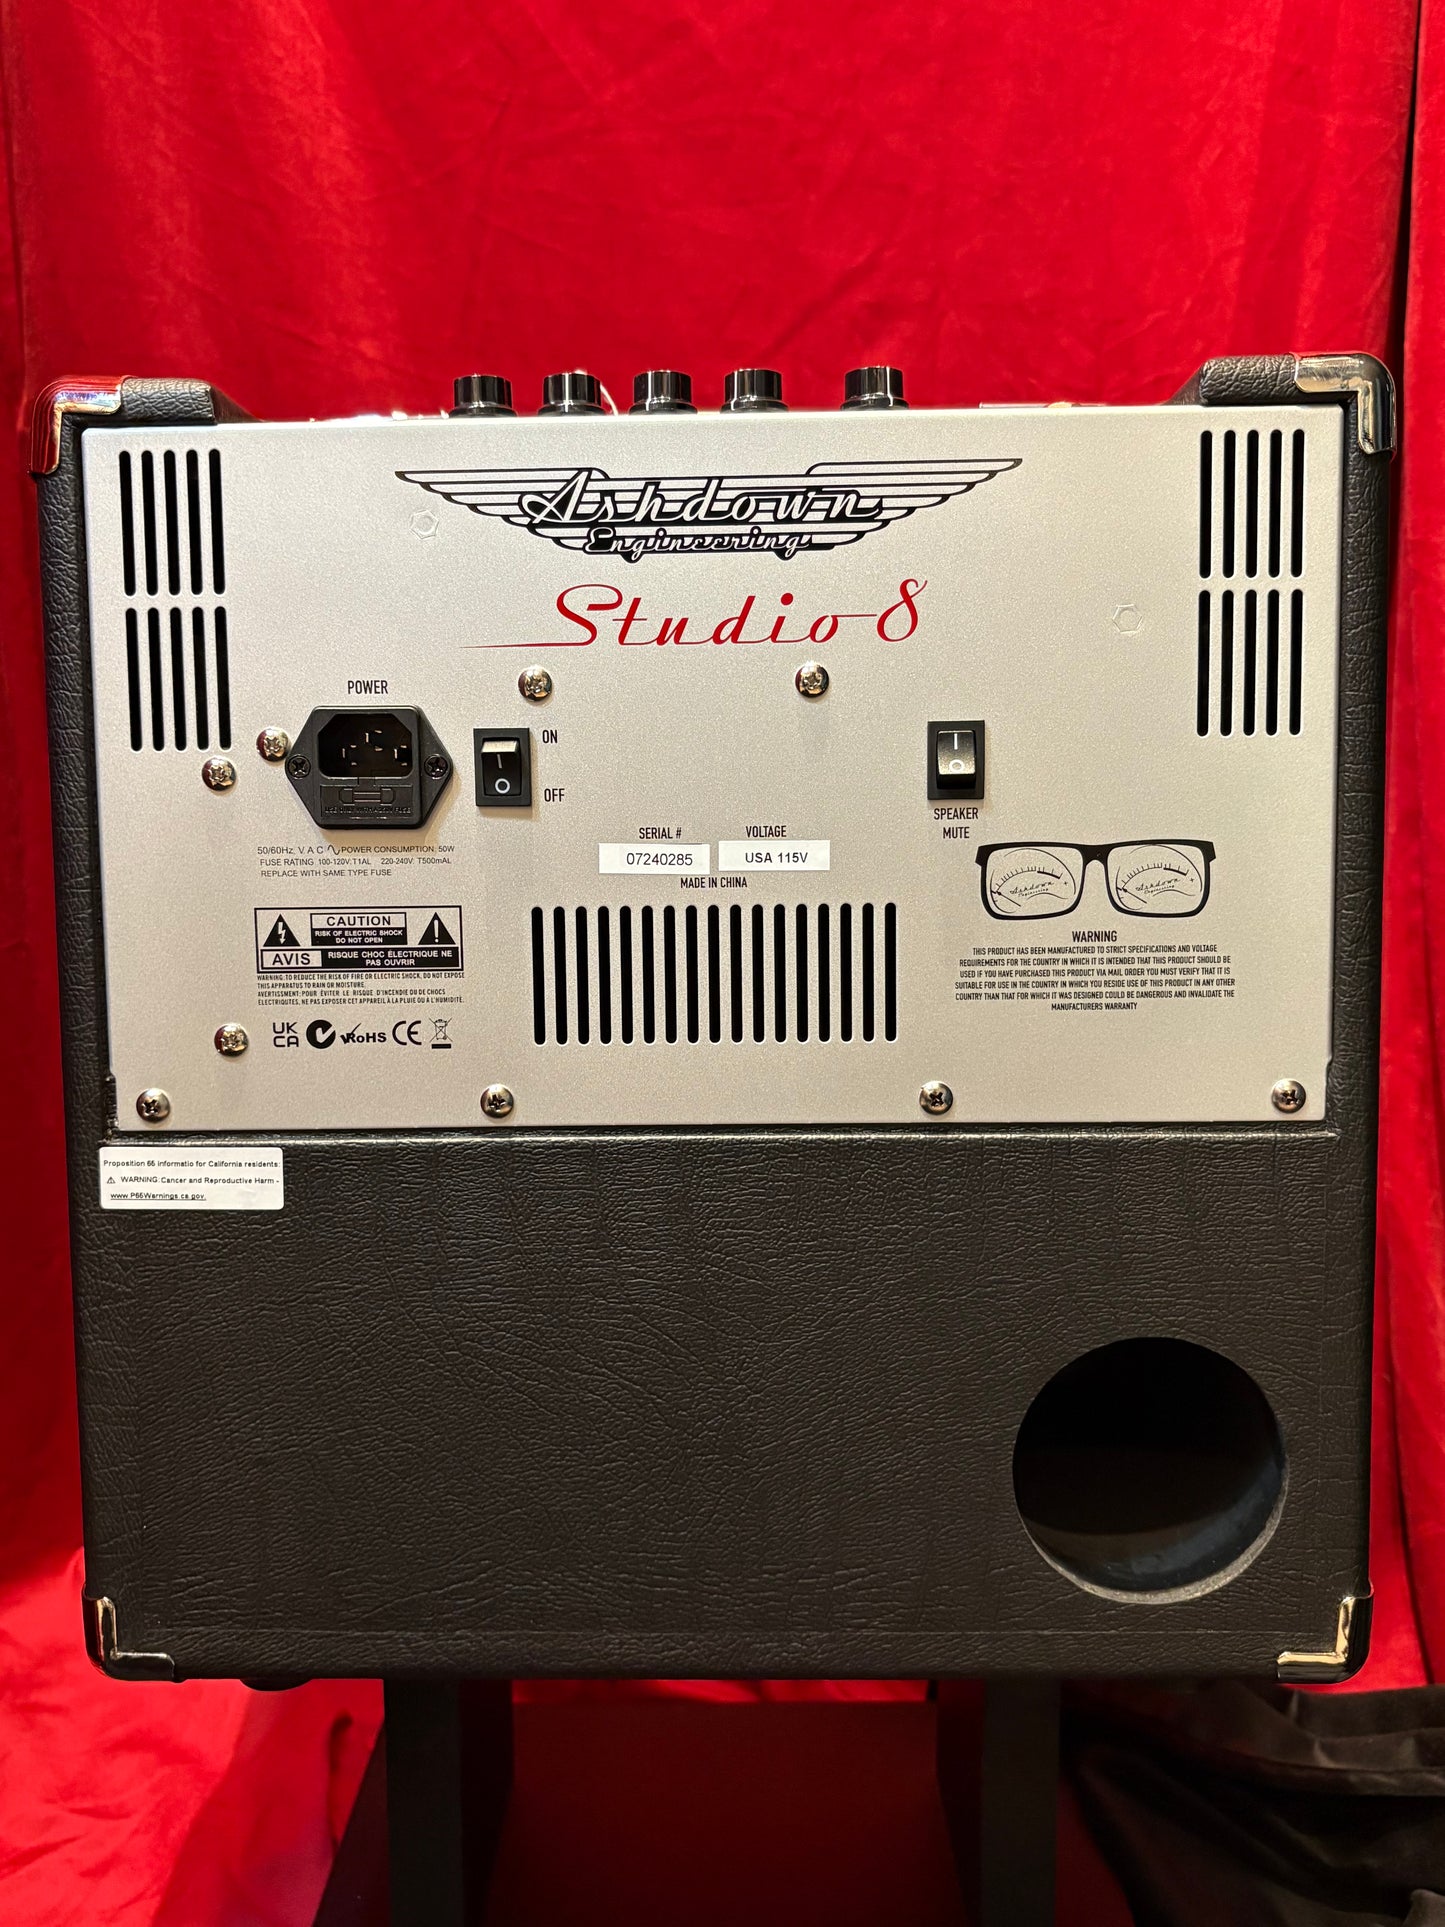 Ashdown
Engineering
Studio 8
POWER
ON
OFF
SPEAKER
MUTE
50/60Hz, V A C POWER CONSUMPTION: 50W
FUSE RATING: 100-120V:T1AL 220-240V: T500mAL
REPLACE WITH SAME TYPE FUSE
SERIAL #
VOLTAGE
07240285
USA 115V
MADE IN CHINA
CAUTION
RISK OF ELECTRIC SHOCK
DO NOT OPEN
AVIS
RISQUE CHOC ÉLECTRIQUE NE
PAS OUVRIR
WARNING: TO REDUCE THE RISK OF FIRE OR ELECTRIC SHOCK, DO NOT EXPOSE
THIS APPARATUS TO RAIN OR MOISTURE.
AVERTISSMENT: POUR ÉVITER LE RISQUE D'INCENDIE OU DE CHOCS
ELECTRIQUTES, NE PAS EXPOSER CET APPAREIL À LA PLUIE OU À L'HUMIDITÉ.
UK
CA
RoHS
CE
Ashdown
Engineering
Ashdown
Engineering
WARNING
THIS PRODUCT HAS BEEN MANUFACTURED TO STRICT SPECIFICATIONS AND VOLTAGE
REQUIREMENTS FOR THE COUNTRY IN WHICH IT IS INTENDED THAT THIS PRODUCT SHOULD BE
USED IF YOU HAVE PURCHASED THIS PRODUCT VIA MAIL ORDER YOU MUST VERIFY THAT IT IS
SUITABLE FOR USE IN THE COUNTRY IN WHICH YOU RESIDE USE OF THIS PRODUCT IN ANY OTHER
COUNTRY THAN THAT FOR WHICH IT WAS DESIGNED COULD BE DANGEROUS AND INVALIDATE THE
MANUFACTURERS WARRANTY
Proposition 65 informatio for California residents:
⚠ WARNING: Cancer and Reproductive Harm -
www.P65Warnings.ca.gov.